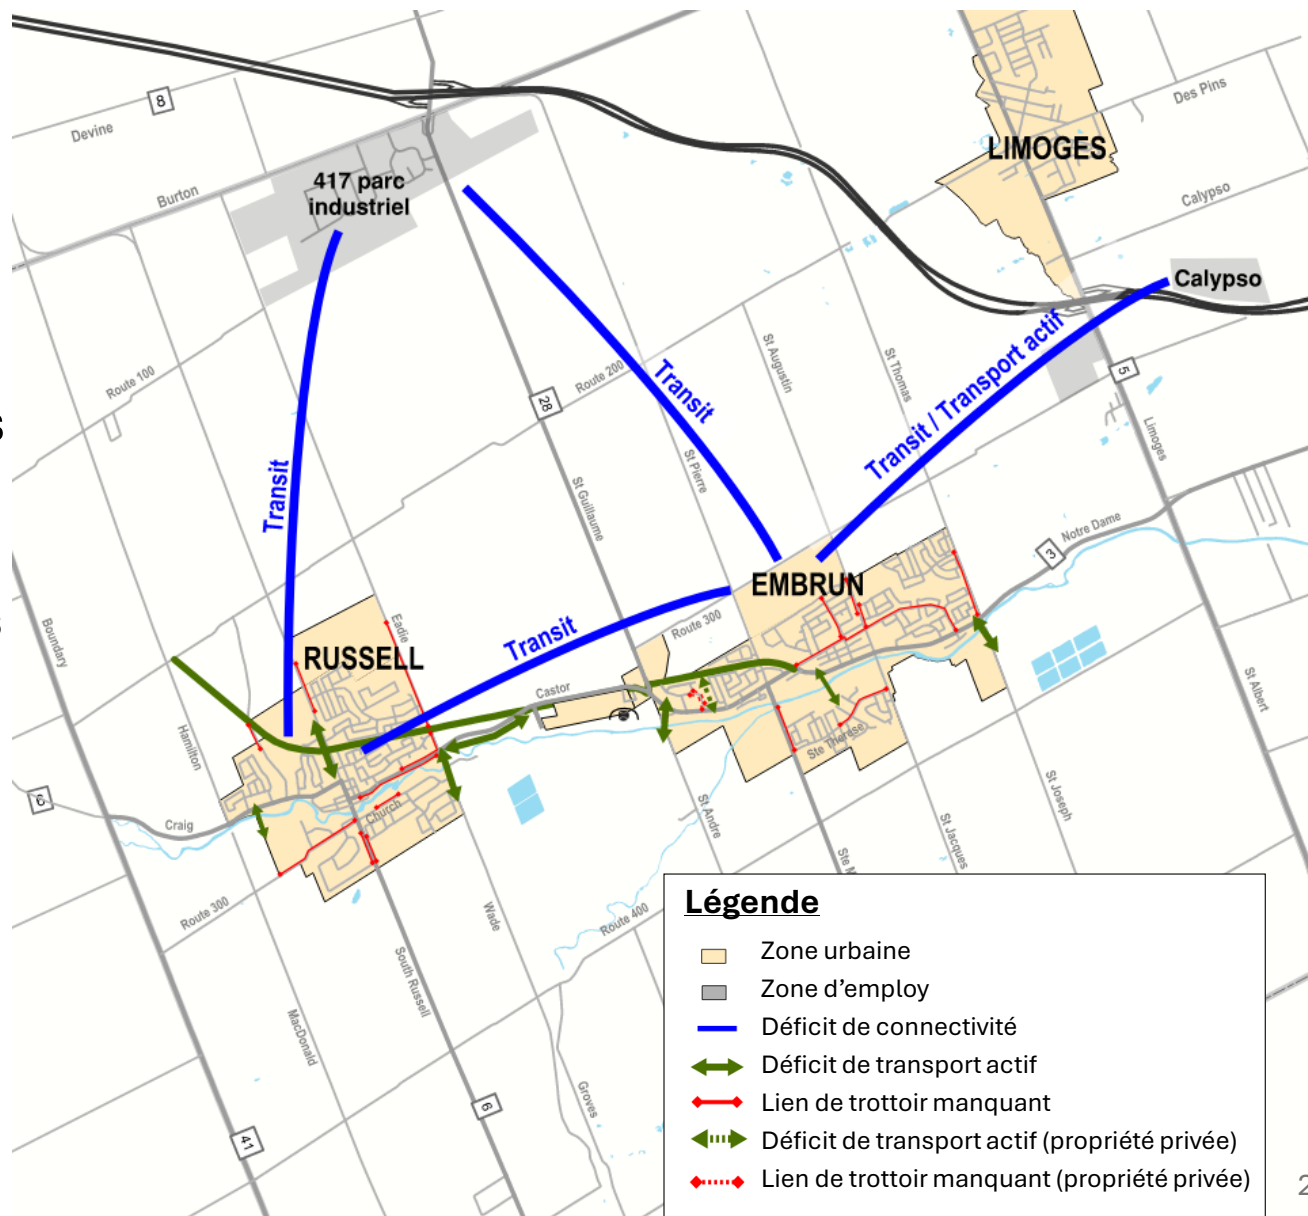 Devine
8
Des Pins
LIMOGES
Burton
417 parc
industriel
Calypso
Calypso
Route 100
Route 200
St Augustin
St Thomas
Transit
Transit / Transport actif
28
5
Limoges
Transit
St Pierre
St Guillaume
Notre Dame
3
EMBRUN
Boundary
Eadie
Route 300
Transit
RUSSELL
Castor
St Albert
Hamilton
Ste Thérèse
Craig
Church
St Andre
St Joseph
St Jacques
Ste M
Route 300
Wade
Route 400
South Russell
MacDonald
Groves
6
41
Légende
Zone urbaine
Zone d’employ
Déficit de connectivité
Déficit de transport actif
Lien de trottoir manquant
Déficit de transport actif (propriété privée)
Lien de trottoir manquant (propriété privée)
2